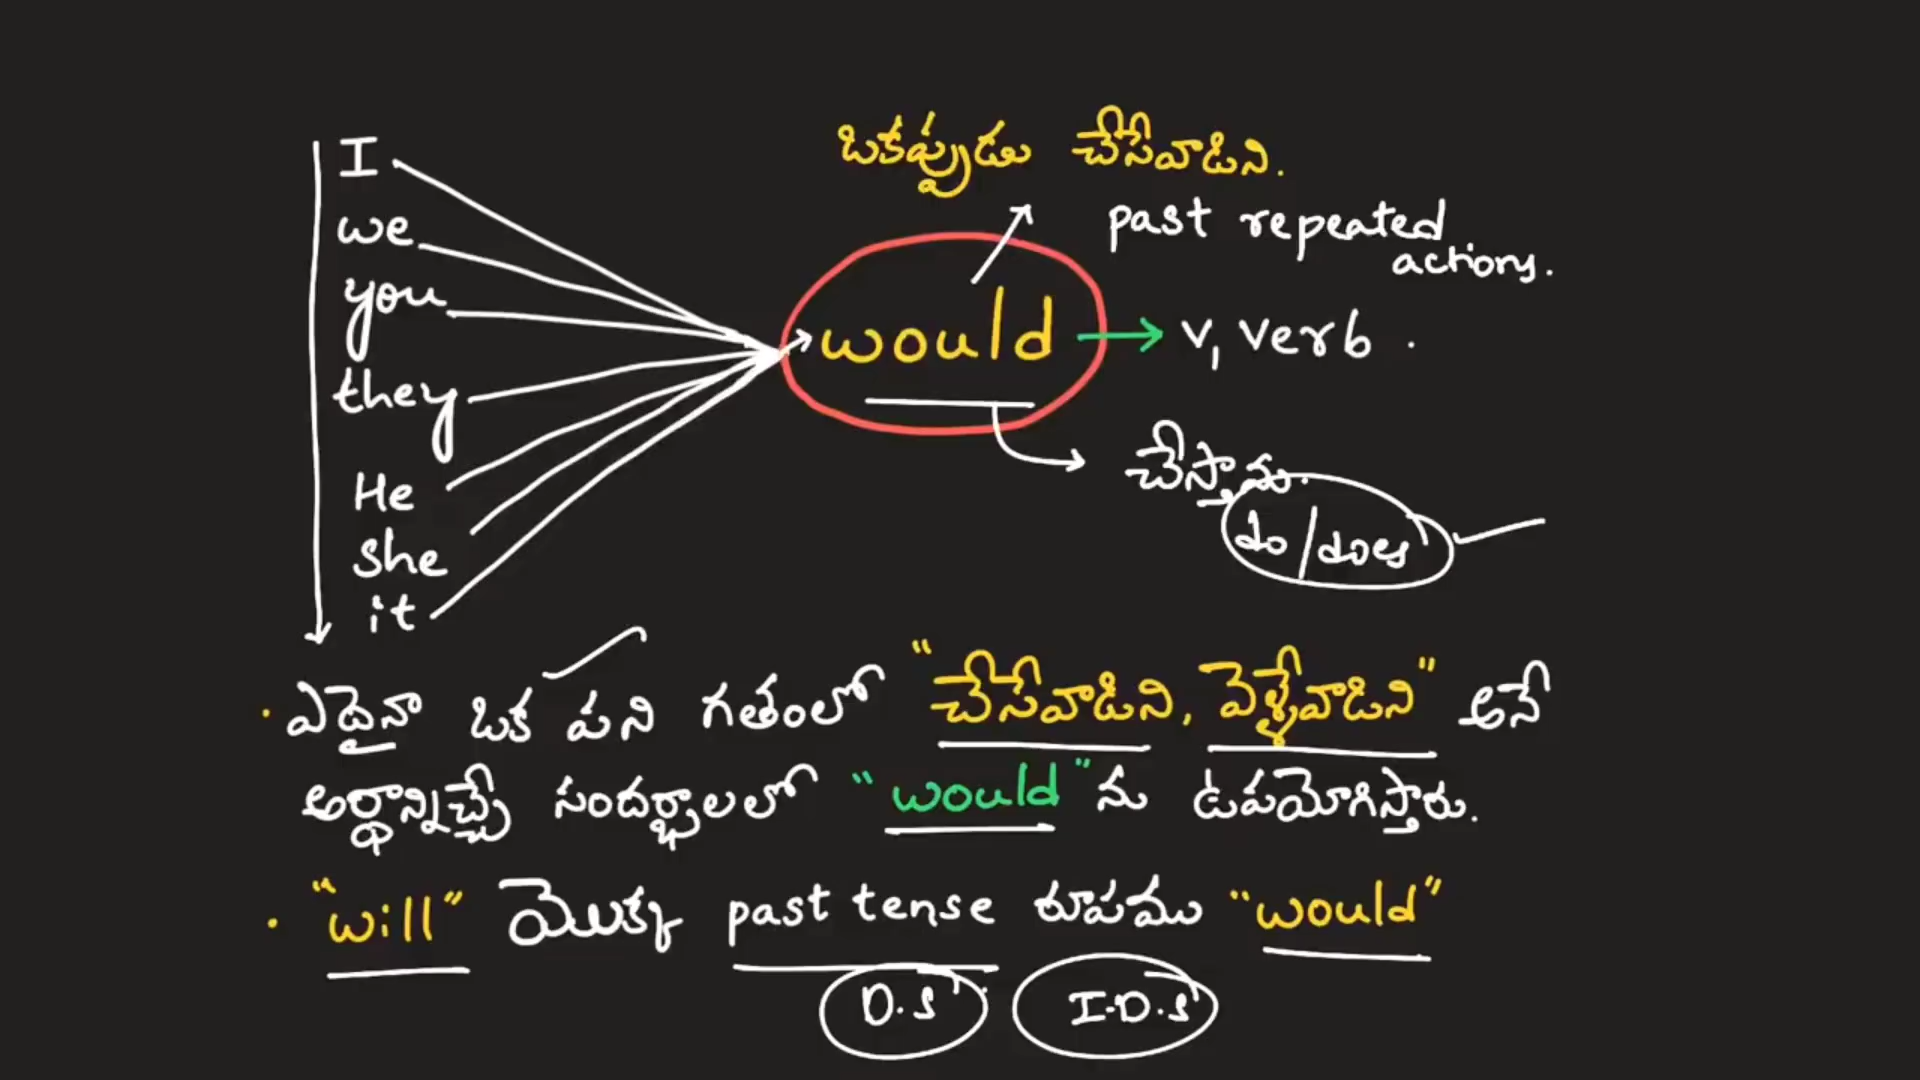 I
we
you
they
He
she
it
ఒకప్పుడు చేసేవాడిని.
past repeated
actions.
would → V1 verb.
చేస్తాను.
do/does
• ఏదైనా ఒక పని గతంలో "చేసేవాడిని, వెళ్ళేవాడిని" అనే
అర్థాన్నిచ్చే సందర్భాలలో "would" ను ఉపయోగిస్తారు.
• "will" యొక్క past tense రూపము "would"
D.S I.D.S